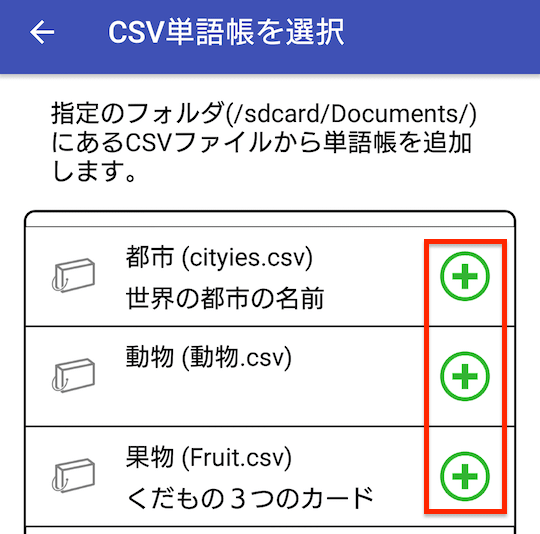 CSV単語帳を選択
指定のフォルダ(/sdcard/Documents/)
にあるCSVファイルから単語帳を追加
します。
都市 (cityies.csv)
世界の都市の名前
動物 (動物.csv)
果物 (Fruit.csv)
くだもの３つのカード